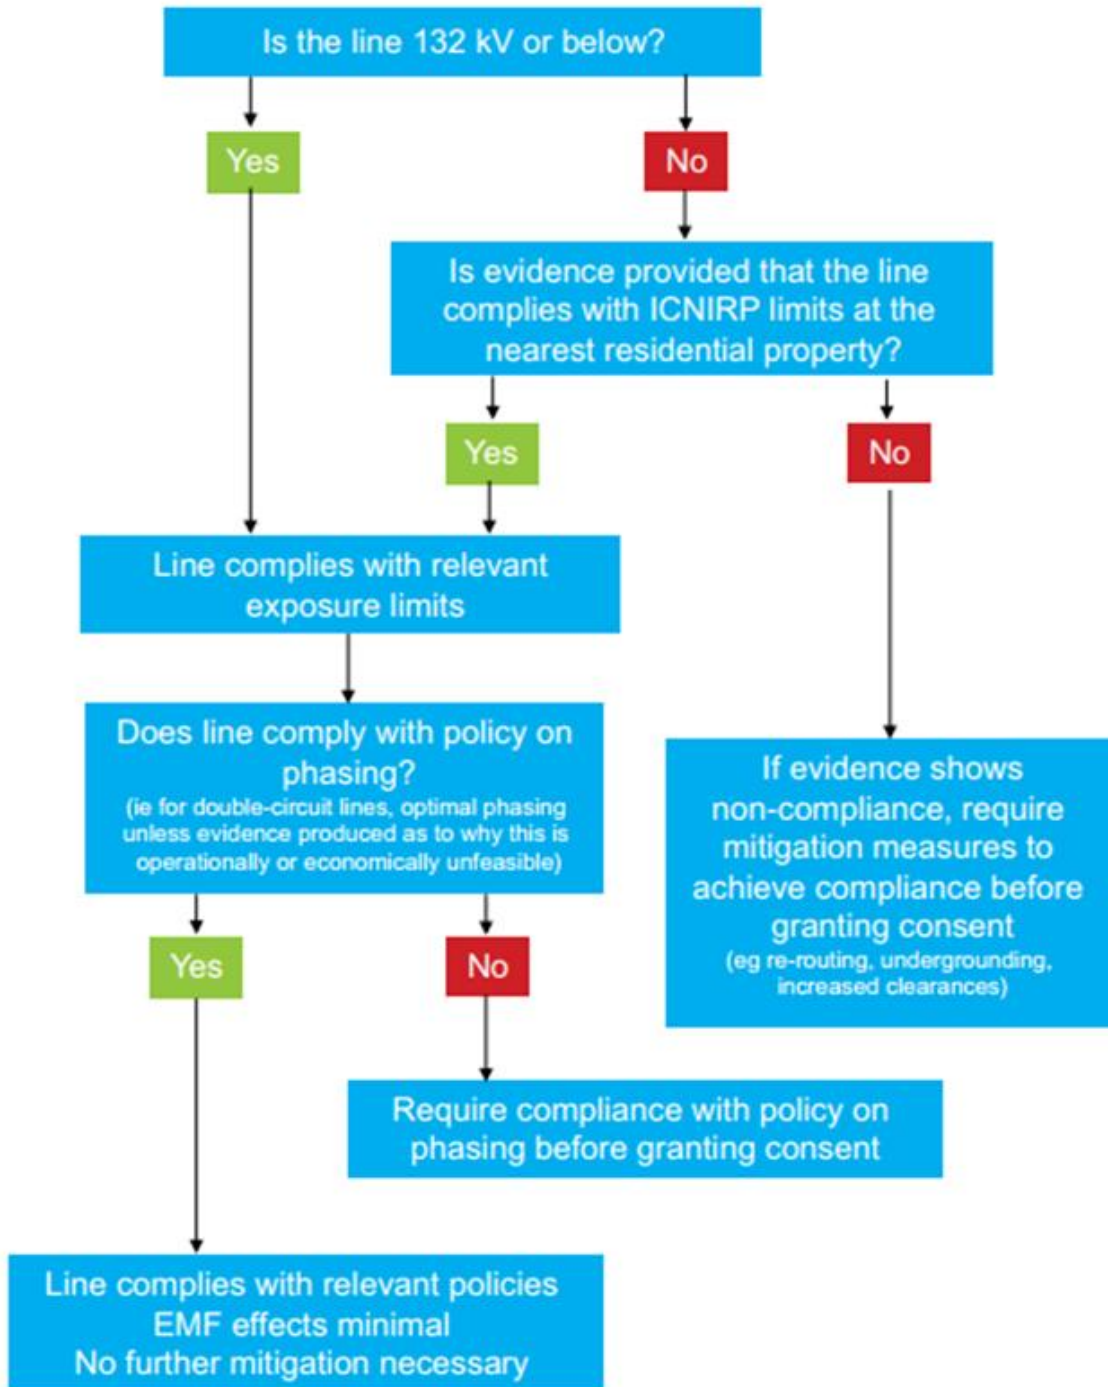 Is the line 132 kV or below?
Yes
No
Is evidence provided that the line
complies with ICNIRP limits at the
nearest residential property?
Yes
No
Line complies with relevant
exposure limits
Does line comply with policy on
phasing?
(ie for double-circuit lines, optimal phasing
unless evidence produced as to why this is
operationally or economically unfeasible)
If evidence shows
non-compliance, require
mitigation measures to
achieve compliance before
granting consent
(eg re-routing, undergrounding,
increased clearances)
Yes
No
Require compliance with policy on
phasing before granting consent
Line complies with relevant policies
EMF effects minimal
No further mitigation necessary